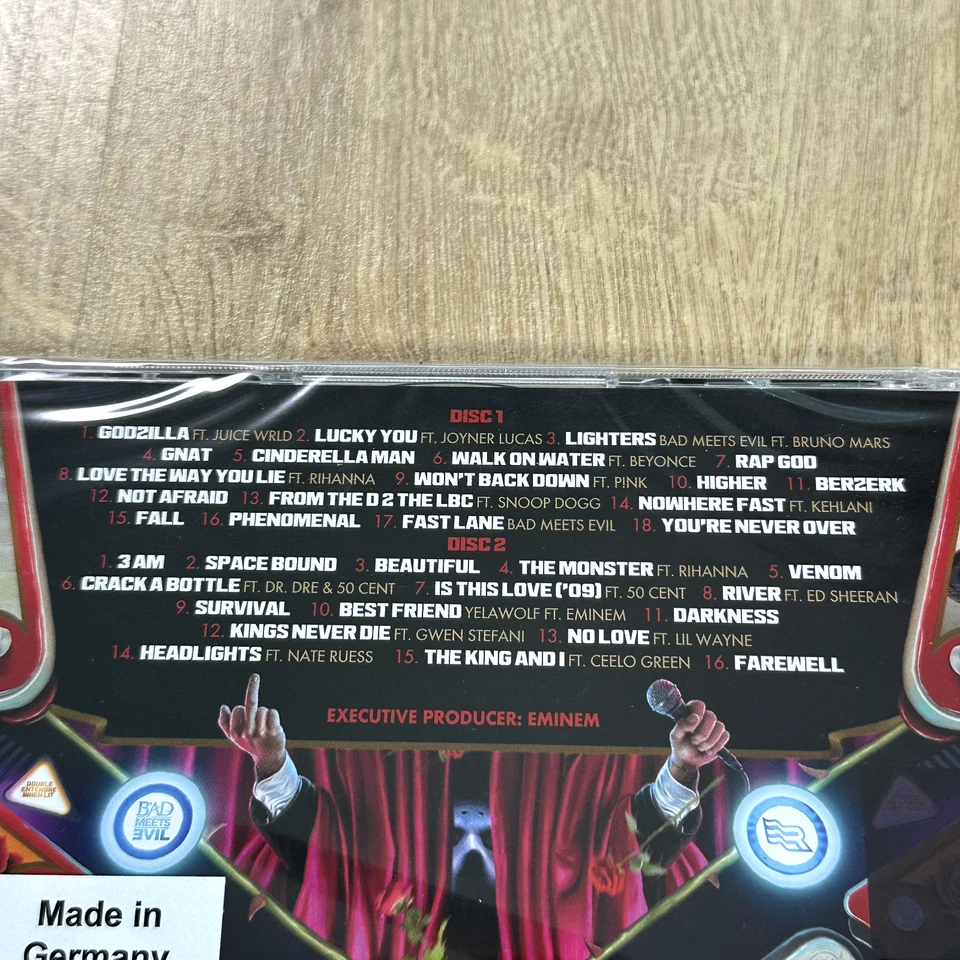 DISC 1
1. GODZILLA FT. JUICE WRLD 2. LUCKY YOU FT. JOYNER LUCAS 3. LIGHTERS BAD MEETS EVIL FT. BRUNO MARS
4. GNAT 5. CINDERELLA MAN 6. WALK ON WATER FT. BEYONCE 7. RAP GOD
8. LOVE THE WAY YOU LIE FT. RIHANNA 9. WON'T BACK DOWN FT. P!NK 10. HIGHER 11. BERZERK
12. NOT AFRAID 13. FROM THE D 2 THE LBC FT. SNOOP DOGG 14. NOWHERE FAST FT. KEHLANI
15. FALL 16. PHENOMENAL 17. FAST LANE BAD MEETS EVIL 18. YOU'RE NEVER OVER
DISC 2
1. 3 AM 2. SPACE BOUND 3. BEAUTIFUL 4. THE MONSTER FT. RIHANNA 5. VENOM
6. CRACK A BOTTLE FT. DR. DRE & 50 CENT 7. IS THIS LOVE ('09) FT. 50 CENT 8. RIVER FT. ED SHEERAN
9. SURVIVAL 10. BEST FRIEND YELAWOLF FT. EMINEM 11. DARKNESS
12. KINGS NEVER DIE FT. GWEN STEFANI 13. NO LOVE FT. LIL WAYNE
14. HEADLIGHTS FT. NATE RUESS 15. THE KING AND I FT. CEELO GREEN 16. FAREWELL
EXECUTIVE PRODUCER: EMINEM
DOUBLE
ENTENDRE
WHEN LIT
BAD
MEETS
EVIL
Made in
Germany